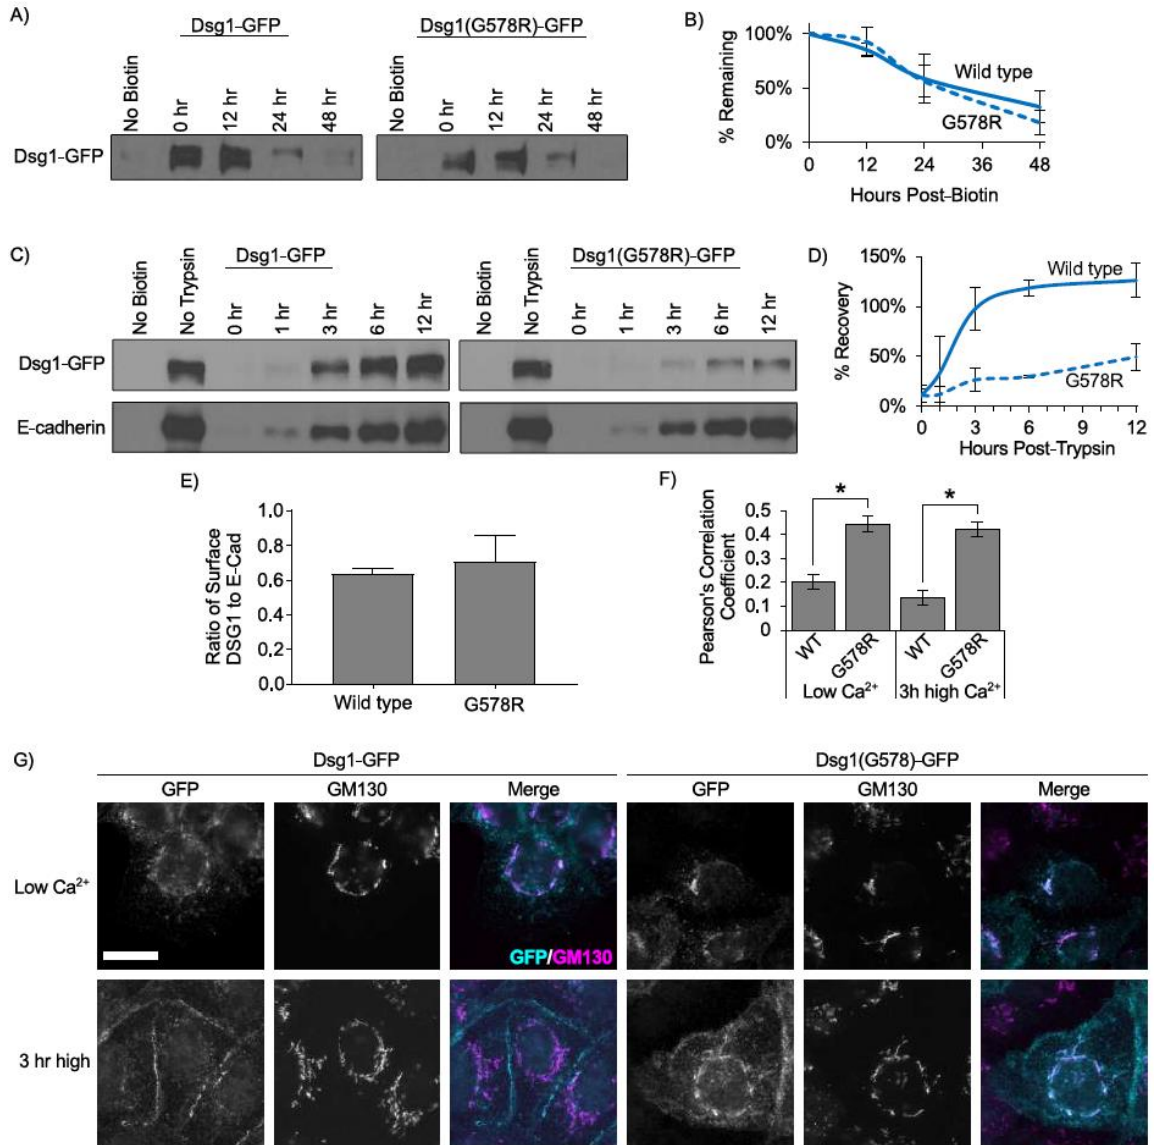 A)
Dsg1-GFP
Dsg1(G578R)-GFP
No Biotin
0 hr
12 hr
24 hr
48 hr
No Biotin
0 hr
12 hr
24 hr
48 hr
Dsg1-GFP
B)
% Remaining
100%
50%
0%
Wild type
G578R
0 12 24 36 48
Hours Post-Biotin
C)
Dsg1-GFP
Dsg1(G578R)-GFP
No Biotin
No Trypsin
0 hr
1 hr
3 hr
6 hr
12 hr
No Biotin
No Trypsin
0 hr
1 hr
3 hr
6 hr
12 hr
Dsg1-GFP
E-cadherin
D)
% Recovery
150%
100%
50%
0%
Wild type
G578R
0 3 6 9 12
Hours Post-Trypsin
E)
Ratio of Surface
DSG1 to E-Cad
1.0
0.8
0.6
0.4
0.2
0.0
Wild type G578R
F)
Pearson's Correlation
Coefficient
0.5
0.4
0.3
0.2
0.1
0
* *
WT G578R WT G578R
Low Ca²⁺ 3h high Ca²⁺
G)
Dsg1-GFP Dsg1(G578)-GFP
GFP GM130 Merge GFP GM130 Merge
Low Ca²⁺
GFP/GM130
3 hr high